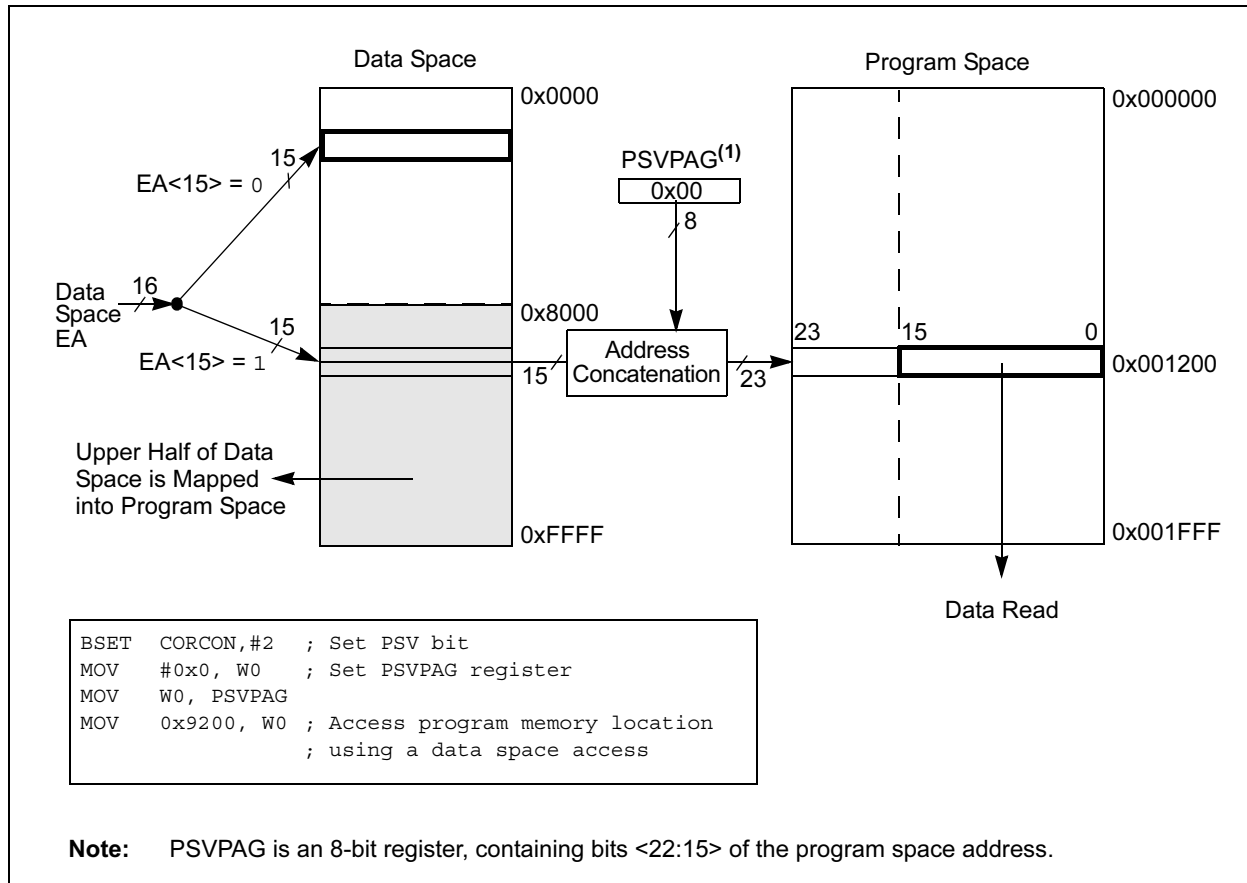 Data Space
Program Space
0x0000
0x000000
15
PSVPAG(1)
0x00
EA<15> = 0
8
16
Data
Space
EA
0x8000
15
EA<15> = 1
15
Address
Concatenation
23
23
15
0
0x001200
Upper Half of Data
Space is Mapped
into Program Space
0xFFFF
0x001FFF
Data Read
BSET CORCON,#2 ; Set PSV bit
MOV #0x0, W0 ; Set PSVPAG register
MOV W0, PSVPAG
MOV 0x9200, W0 ; Access program memory location
; using a data space access
Note: PSVPAG is an 8-bit register, containing bits <22:15> of the program space address.